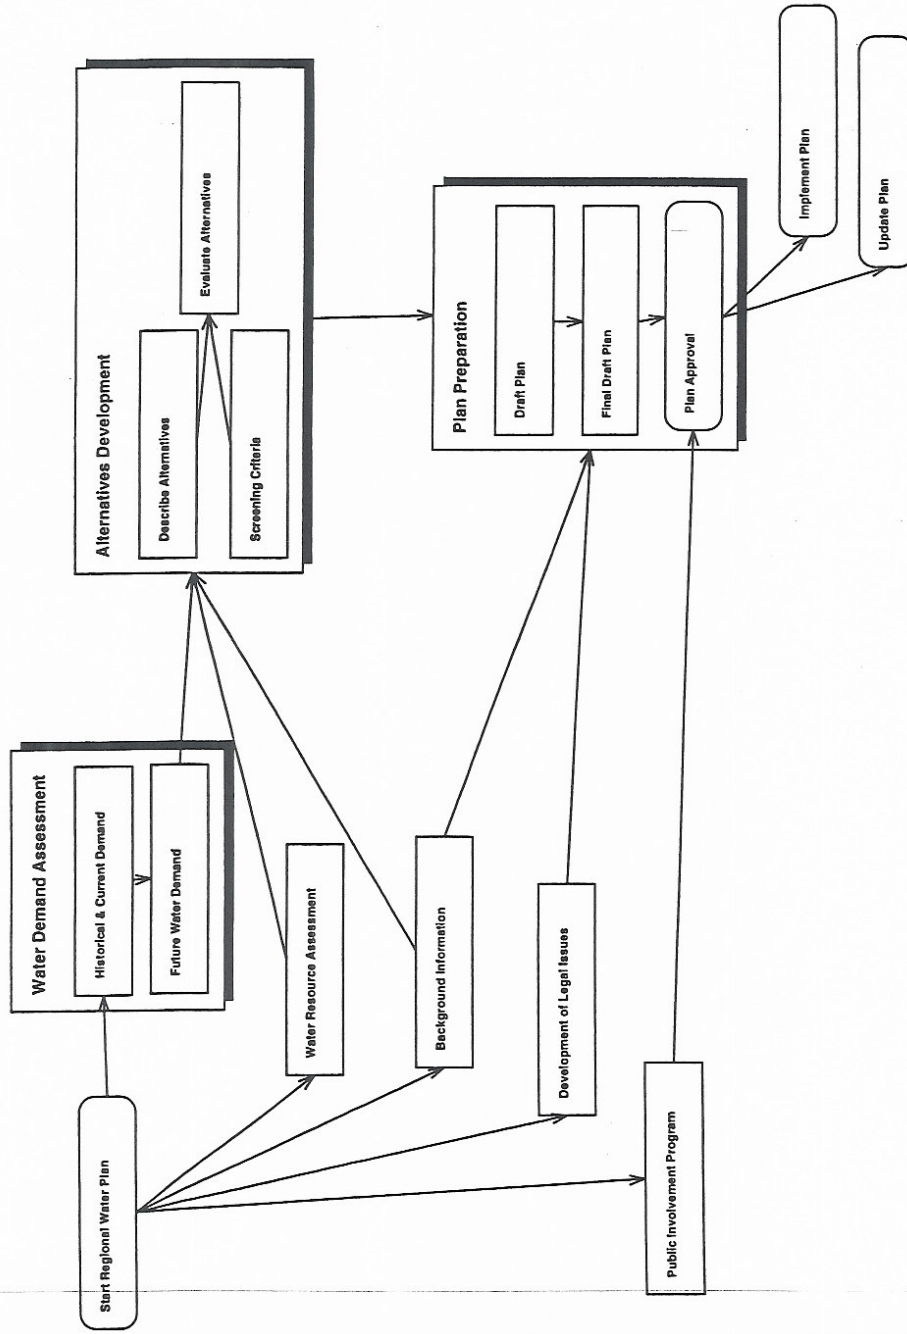 Start Regional Water Plan
Water Demand Assessment
Historical & Current Demand
Future Water Demand
Water Resource Assessment
Background Information
Development of Legal Issues
Public Involvement Program
Alternatives Development
Describe Alternatives
Screening Criteria
Evaluate Alternatives
Plan Preparation
Draft Plan
Final Draft Plan
Plan Approval
Implement Plan
Update Plan